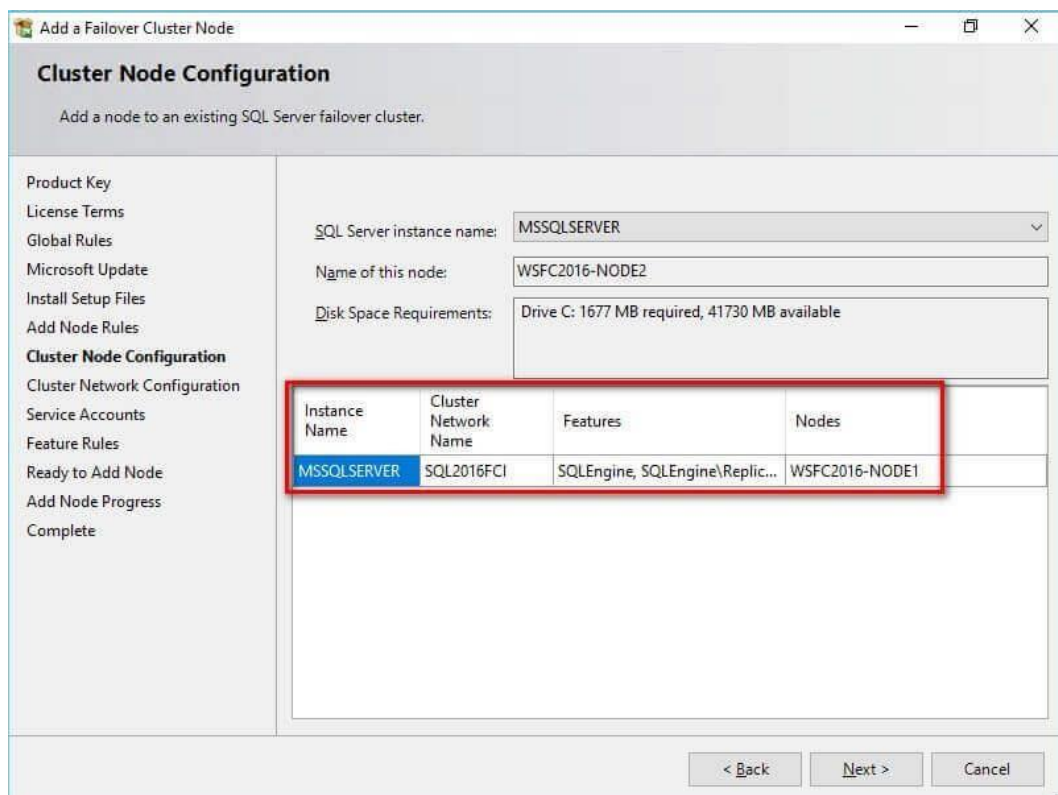 Add a Failover Cluster Node
Cluster Node Configuration
Add a node to an existing SQL Server failover cluster.
Product Key
License Terms
Global Rules
Microsoft Update
Install Setup Files
Add Node Rules
Cluster Node Configuration
Cluster Network Configuration
Service Accounts
Feature Rules
Ready to Add Node
Add Node Progress
Complete
SQL Server instance name: MSSQLSERVER
Name of this node: WSFC2016-NODE2
Disk Space Requirements: Drive C: 1677 MB required, 41730 MB available
Instance Name Cluster Network Name Features Nodes
MSSQLSERVER SQL2016FCI SQLEngine, SQLEngine\Replic... WSFC2016-NODE1
< Back Next > Cancel